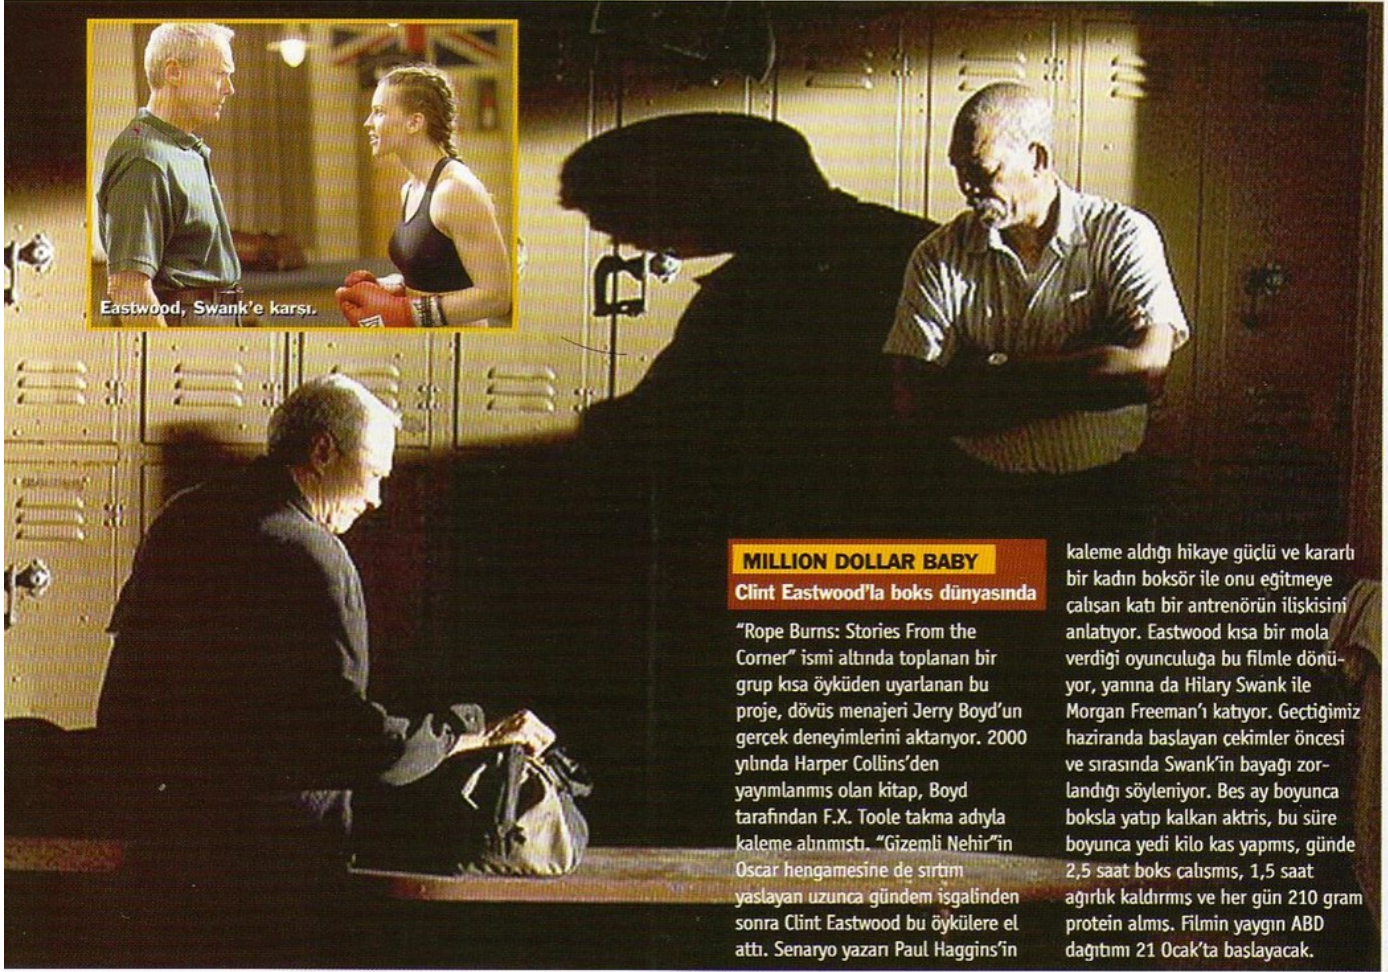 Eastwood, Swank'e karşı.
MILLION DOLLAR BABY
Clint Eastwood'la boks dünyasında
“Rope Burns: Stories From the
Corner” ismi altında toplanan bir
grup kısa öyküden uyarlanan bu
proje, dövüş menajeri Jerry Boyd'un
gerçek deneyimlerini aktarıyor. 2000
yılında Harper Collins'den
yayımlanmış olan kitap, Boyd
tarafından F.X. Toole takma adıyla
kaleme alınmıştı. “Gizemli Nehir”in
Oscar hengamesine de sırtını
yaslayan uzunca gündem işgalinden
sonra Clint Eastwood bu öykülere el
attı. Senaryo yazarı Paul Haggins'in
kaleme aldığı hikaye güçlü ve kararlı
bir kadın boksör ile onu eğitmeye
çalışan katı bir antrenörün ilişkisini
anlatıyor. Eastwood kısa bir mola
verdiği oyunculuğa bu filmle dönü-
yor, yanına da Hilary Swank ile
Morgan Freeman'ı katıyor. Geçtiğimiz
haziranda başlayan çekimler öncesi
ve sırasında Swank'in bayağı zor-
landığı söyleniyor. Beş ay boyunca
boksla yatıp kalkan aktris, bu süre
boyunca yedi kilo kas yapmış, günde
2,5 saat boks çalışmış, 1,5 saat
ağırlık kaldırmış ve her gün 210 gram
protein almış. Filmin yaygın ABD
dağıtımı 21 Ocak'ta başlayacak.